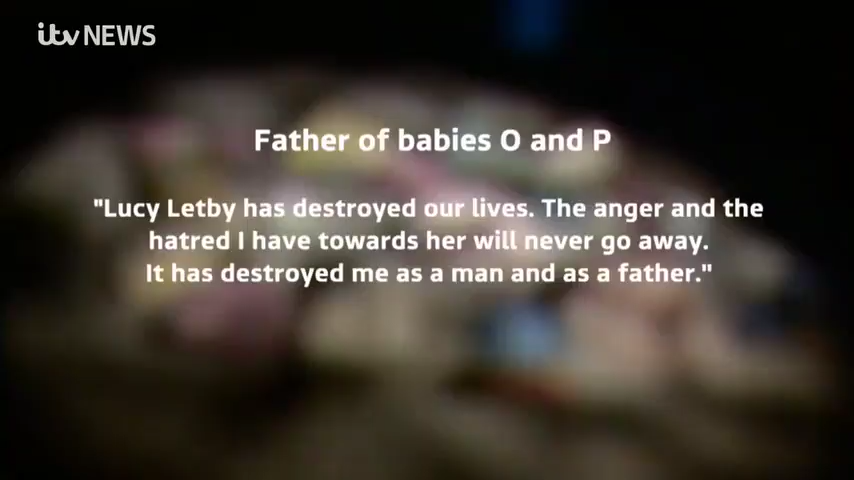 itv NEWS
Father of babies O and P
"Lucy Letby has destroyed our lives. The anger and the
hatred I have towards her will never go away.
It has destroyed me as a man and as a father."